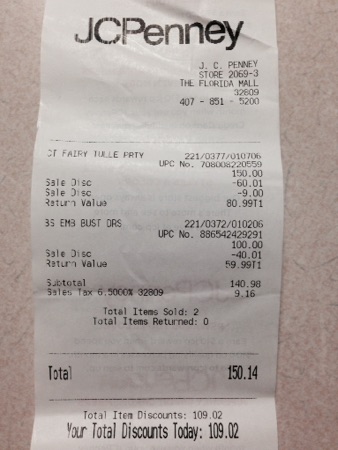 JCPenney
J. C. PENNEY
STORE 2069-3
THE FLORIDA MALL
32809
407 - 851 - 5200
CT FAIRY TULLE PRTY 221/0377/010706
UPC No. 708008220559
150.00
Sale Disc -60.01
Sale Disc -9.00
Return Value 80.99T1
BS EMB BUST DRS 221/0372/010206
UPC No. 886542429291
100.00
Sale Disc -40.01
Return Value 59.99T1
Subtotal 140.98
Sales Tax 6.5000% 32809 9.16
Total Items Sold: 2
Total Items Returned: 0
Total 150.14
Total Item Discounts: 109.02
Your Total Discounts Today: 109.02